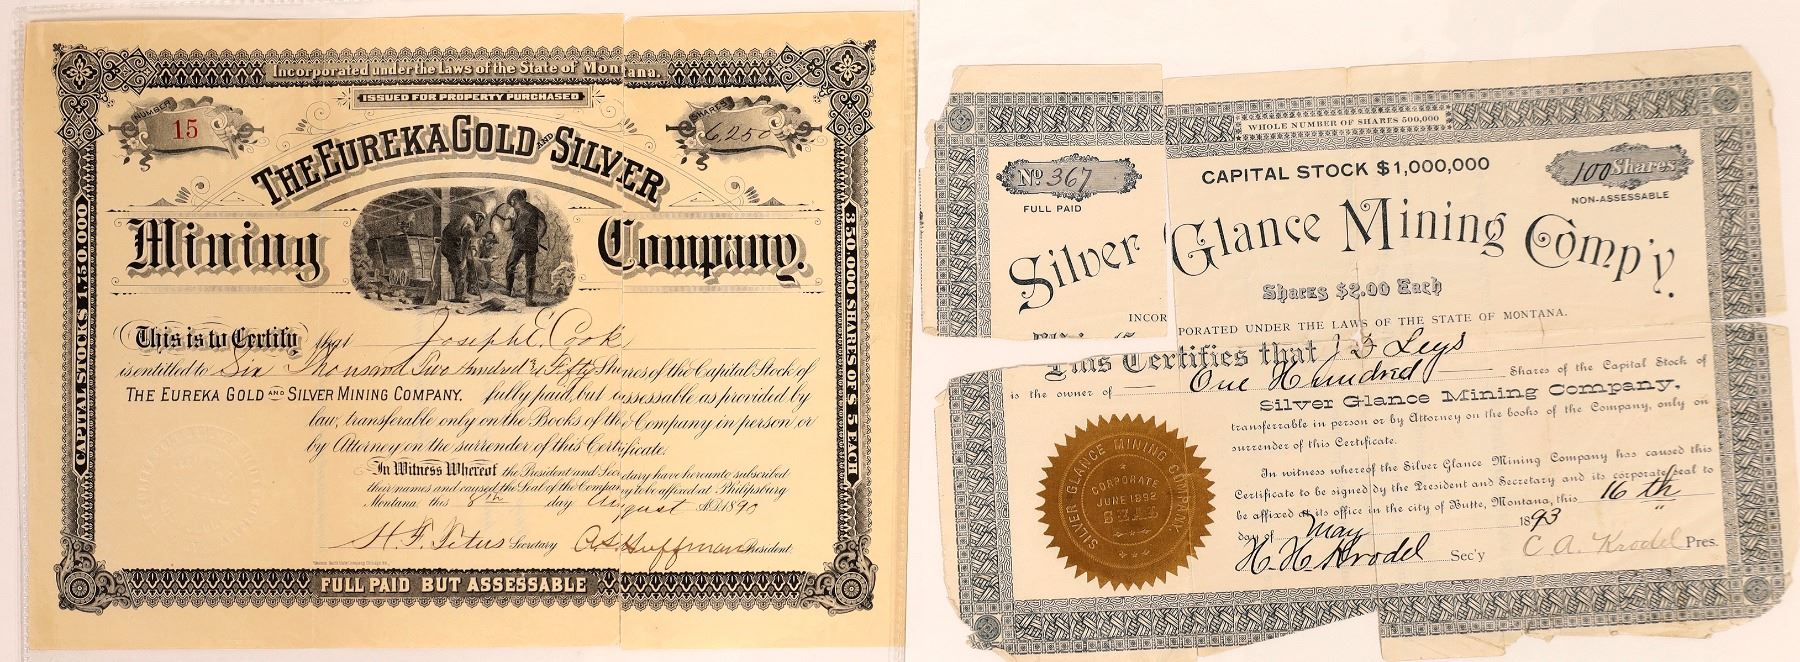 Incorporated under the Laws of the State of Montana.
ISSUED FOR PROPERTY PURCHASED
NUMBER
15
SHARES
6250
THE EUREKA GOLD AND SILVER
Mining Company.
CAPITAL STOCKS 1,750,000
350,000 SHARES OF $5 EACH
This is to Certify that Joseph E. Cook
is entitled to Six Thousand Two Hundred & Fifty Shares of the Capital Stock of
THE EUREKA GOLD AND SILVER MINING COMPANY. fully paid, but assessable as provided by
law, transferable only on the Books of the Company in person or
by Attorney on the surrender of this Certificate.
In Witness Whereof the President and Secretary have hereunto subscribed
their names and caused the Seal of the Company to be affixed at Philipsburg
Montana, this 8th day August A.D. 1890
H. F. Titus Secretary A. S. Huffman President.
FULL PAID BUT ASSESSABLE
WHOLE NUMBER OF SHARES 500,000
CAPITAL STOCK $1,000,000
No 367
FULL PAID
100 Shares
NON-ASSESSABLE
Silver Glance Mining Comp'y.
Shares $2.00 Each
INCORPORATED UNDER THE LAWS OF THE STATE OF MONTANA.
This Certifies that J D Leys
is the owner of One Hundred Shares of the Capital Stock of
Silver Glance Mining Company,
transferrable in person or by Attorney on the books of the Company, only on
surrender of this Certificate.
In witness whereof the Silver Glance Mining Company has caused this
Certificate to be signed by the President and Secretary and its corporate seal to
be affixed at its office in the city of Butte, Montana, this 16th
day of May 1893
H. H. Krodel Sec'y C A. Krodel Pres.
SILVER GLANCE MINING COMPANY
CORPORATE
JUNE 1892
SEAL